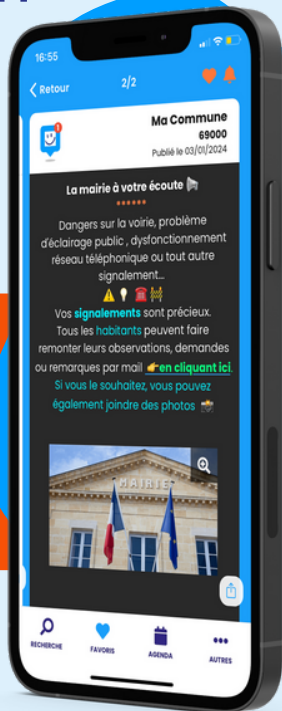 16:55
Retour
2/2
Ma Commune
69000
Publié le 03/01/2024
La mairie à votre écoute
Dangers sur la voirie, problème
d'éclairage public , dysfonctionnement
réseau téléphonique ou tout autre
signalement...
Vos signalements sont précieux.
Tous les habitants peuvent faire
remonter leurs observations, demandes
ou remarques par mail 👉en cliquant ici.
Si vous le souhaitez, vous pouvez
également joindre des photos 📸
MAIRIE
RECHERCHE
FAVORIS
AGENDA
AUTRES